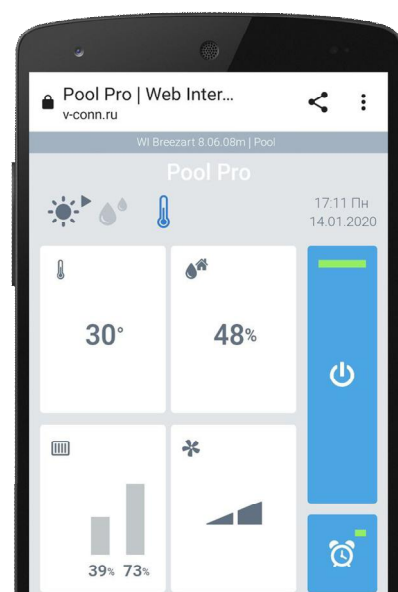 Pool Pro | Web Inter...
v-conn.ru
WI Breezart 8.06.08m | Pool
Pool Pro
17:11 Пн
14.01.2020
30°
48%
39% 73%